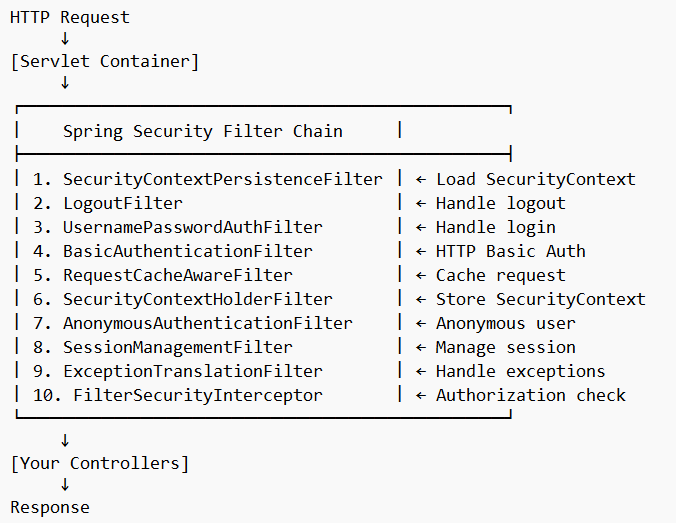 HTTP Request
↓
[Servlet Container]
↓
Spring Security Filter Chain
1. SecurityContextPersistenceFilter ← Load SecurityContext
2. LogoutFilter ← Handle logout
3. UsernamePasswordAuthFilter ← Handle login
4. BasicAuthenticationFilter ← HTTP Basic Auth
5. RequestCacheAwareFilter ← Cache request
6. SecurityContextHolderFilter ← Store SecurityContext
7. AnonymousAuthenticationFilter ← Anonymous user
8. SessionManagementFilter ← Manage session
9. ExceptionTranslationFilter ← Handle exceptions
10. FilterSecurityInterceptor ← Authorization check
↓
[Your Controllers]
↓
Response